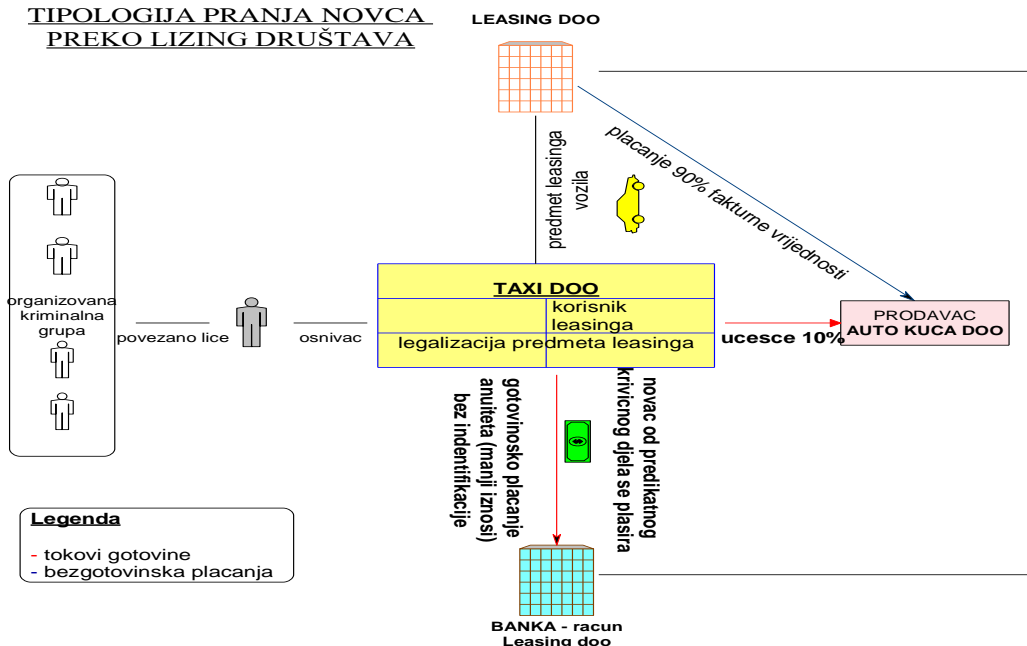 TIPOLOGIJA PRANJA NOVCA
PREKO LIZING DRUŠTAVA
LEASING DOO
placanje 90% fakturne vrijednosti
predmet leasinga
vozila
organizovana
kriminalna
grupa
povezano lice
osnivac
TAXI DOO
korisnik
leasinga
legalizacija predmeta leasinga
ucesce 10%
PRODAVAC
AUTO KUCA DOO
gotovinosko placanje
anuiteta (manji iznosi)
bez indentifikacije
novac od predikatnog
krivicnog djela se plasira
Legenda
- tokovi gotovine
- bezgotovinska placanja
BANKA - racun
Leasing doo